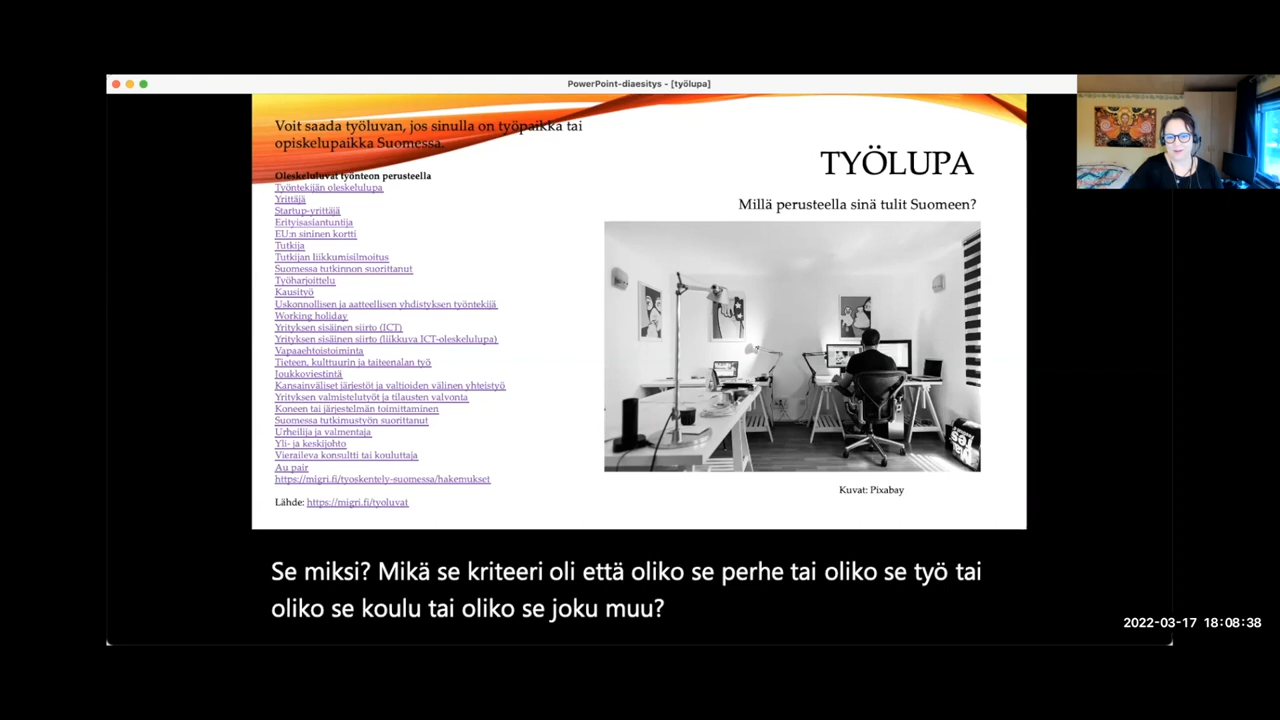 PowerPoint-diaesitys - [työlupa]
Voit saada työluvan, jos sinulla on työpaikka tai
opiskelupaikka Suomessa.
Oleskeluluvat työnteon perusteella
Työntekijän oleskelulupa
Yrittäjä
Startup-yrittäjä
Erityisasiantuntija
EU:n sininen kortti
Tutkija
Tutkijan liikkumisilmoitus
Suomessa tutkinnon suorittanut
Työharjoittelu
Kausityö
Uskonnollisen ja aatteellisen yhdistyksen työntekijä
Working holiday
Yrityksen sisäinen siirto (ICT)
Yrityksen sisäinen siirto (liikkuva ICT-oleskelulupa)
Vapaaehtoistoiminta
Tieteen, kulttuurin ja taiteenalan työ
Joukkoviestintä
Kansainväliset järjestöt ja valtioiden välinen yhteistyö
Yrityksen valmistelutyöt ja tilausten valvonta
Koneen tai järjestelmän toimittaminen
Suomessa tutkimustyön suorittanut
Urheilija ja valmentaja
Yli- ja keskijohto
Vieraileva konsultti tai kouluttaja
Au pair
https://migri.fi/tyoskentely-suomessa/hakemukset
Lähde: https://migri.fi/tyoluvat
TYÖLUPA
Millä perusteella sinä tulit Suomeen?
Kuvat: Pixabay
Se miksi? Mikä se kriteeri oli että oliko se perhe tai oliko se työ tai
oliko se koulu tai oliko se joku muu?
2022-03-17 18:08:38